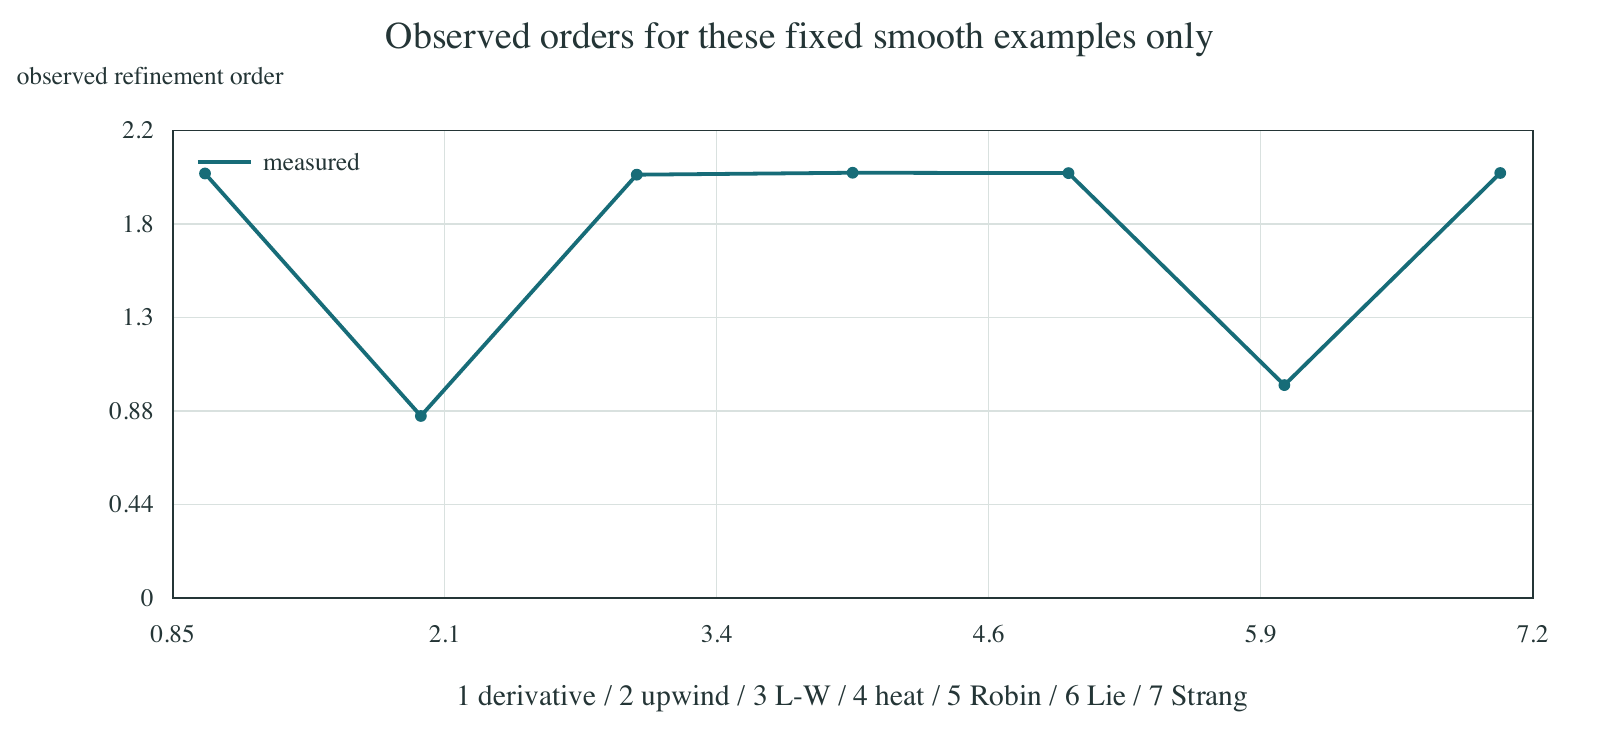 Observed orders for these fixed smooth examples only
observed refinement order
2.2
measured
1.8
1.3
0.88
0.44
0
0.85 2.1 3.4 4.6 5.9 7.2
1 derivative / 2 upwind / 3 L-W / 4 heat / 5 Robin / 6 Lie / 7 Strang